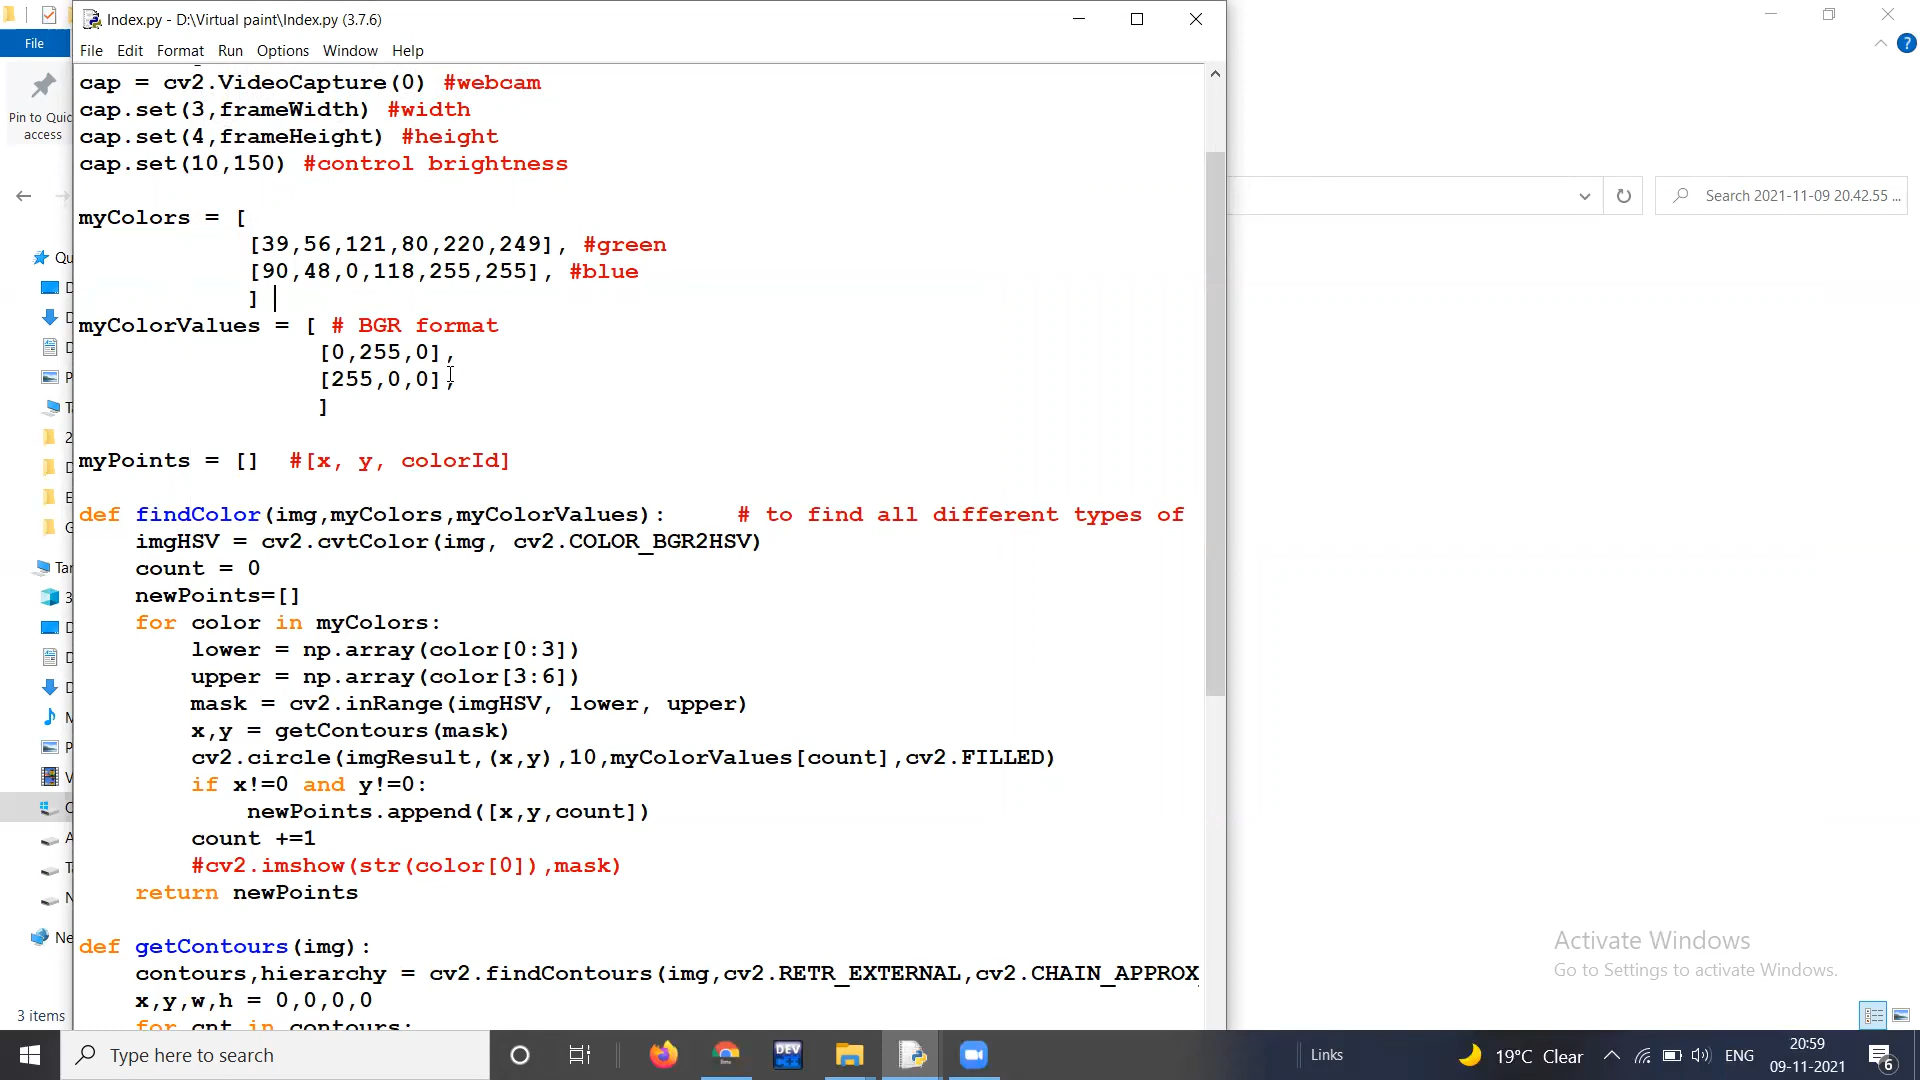 Index.py - D:\Virtual paint\Index.py (3.7.6)
File Edit Format Run Options Window Help
cap = cv2.VideoCapture(0) #webcam
cap.set(3,frameWidth) #width
cap.set(4,frameHeight) #height
cap.set(10,150) #control brightness
myColors = [
[39,56,121,80,220,249], #green
[90,48,0,118,255,255], #blue
]
myColorValues = [ # BGR format
[0,255,0],
[255,0,0],
]
myPoints = [] #[x, y, colorId]
def findColor(img,myColors,myColorValues): # to find all different types of
imgHSV = cv2.cvtColor(img, cv2.COLOR_BGR2HSV)
count = 0
newPoints=[]
for color in myColors:
lower = np.array(color[0:3])
upper = np.array(color[3:6])
mask = cv2.inRange(imgHSV, lower, upper)
x,y = getContours(mask)
cv2.circle(imgResult,(x,y),10,myColorValues[count],cv2.FILLED)
if x!=0 and y!=0:
newPoints.append([x,y,count])
count +=1
#cv2.imshow(str(color[0]),mask)
return newPoints
def getContours(img):
contours,hierarchy = cv2.findContours(img,cv2.RETR_EXTERNAL,cv2.CHAIN_APPROX_
x,y,w,h = 0,0,0,0
for cnt in contours:
File
Pin to Quic
access
Qu
Tar
Ne
3 items
Search 2021-11-09 20.42.55 ...
Activate Windows
Go to Settings to activate Windows.
Type here to search
DEV
Links
19°C Clear
ENG
20:59
09-11-2021
6